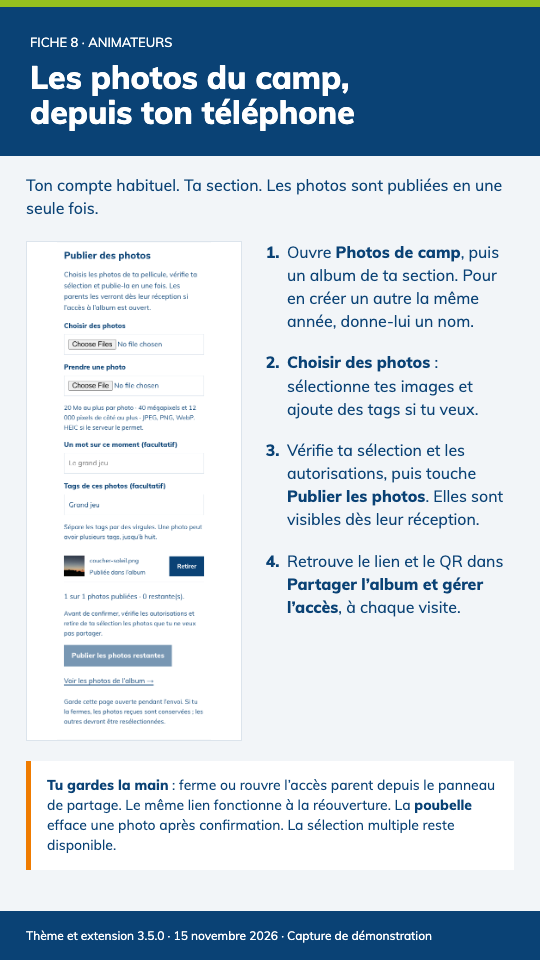 FICHE 8 · ANIMATEURS
Les photos du camp,
depuis ton téléphone
Ton compte habituel. Ta section. Les photos sont publiées en une
seule fois.
Publier des photos
Choisis les photos de ta pellicule, vérifie ta
sélection et publie-la en une fois. Les
parents les verront dès leur réception si
l'accès à l'album est ouvert.
Choisir des photos
Choose Files No file chosen
Prendre une photo
Choose File No file chosen
20 Mo au plus par photo · 40 mégapixels et 12
000 pixels de côté au plus · JPEG, PNG, WebP.
HEIC si le serveur le permet.
Un mot sur ce moment (facultatif)
Le grand jeu
Tags de ces photos (facultatif)
Grand jeu
Sépare les tags par des virgules. Une photo peut
avoir plusieurs tags, jusqu'à huit.
coucher-soleil.png
Publiée dans l'album
Retirer
1 sur 1 photos publiées · 0 restante(s).
Avant de confirmer, vérifie les autorisations et
retire de ta sélection les photos que tu ne veux
pas partager.
Publier les photos restantes
Voir les photos de l'album →
Garde cette page ouverte pendant l'envoi. Si tu
la fermes, les photos reçues sont conservées ; les
autres devront être resélectionnées.
1. Ouvre Photos de camp, puis
un album de ta section. Pour
en créer un autre la même
année, donne-lui un nom.
2. Choisir des photos :
sélectionne tes images et
ajoute des tags si tu veux.
3. Vérifie ta sélection et les
autorisations, puis touche
Publier les photos. Elles sont
visibles dès leur réception.
4. Retrouve le lien et le QR dans
Partager l'album et gérer
l'accès, à chaque visite.
Tu gardes la main : ferme ou rouvre l'accès parent depuis le panneau
de partage. Le même lien fonctionne à la réouverture. La poubelle
efface une photo après confirmation. La sélection multiple reste
disponible.
Thème et extension 3.5.0 · 15 novembre 2026 · Capture de démonstration